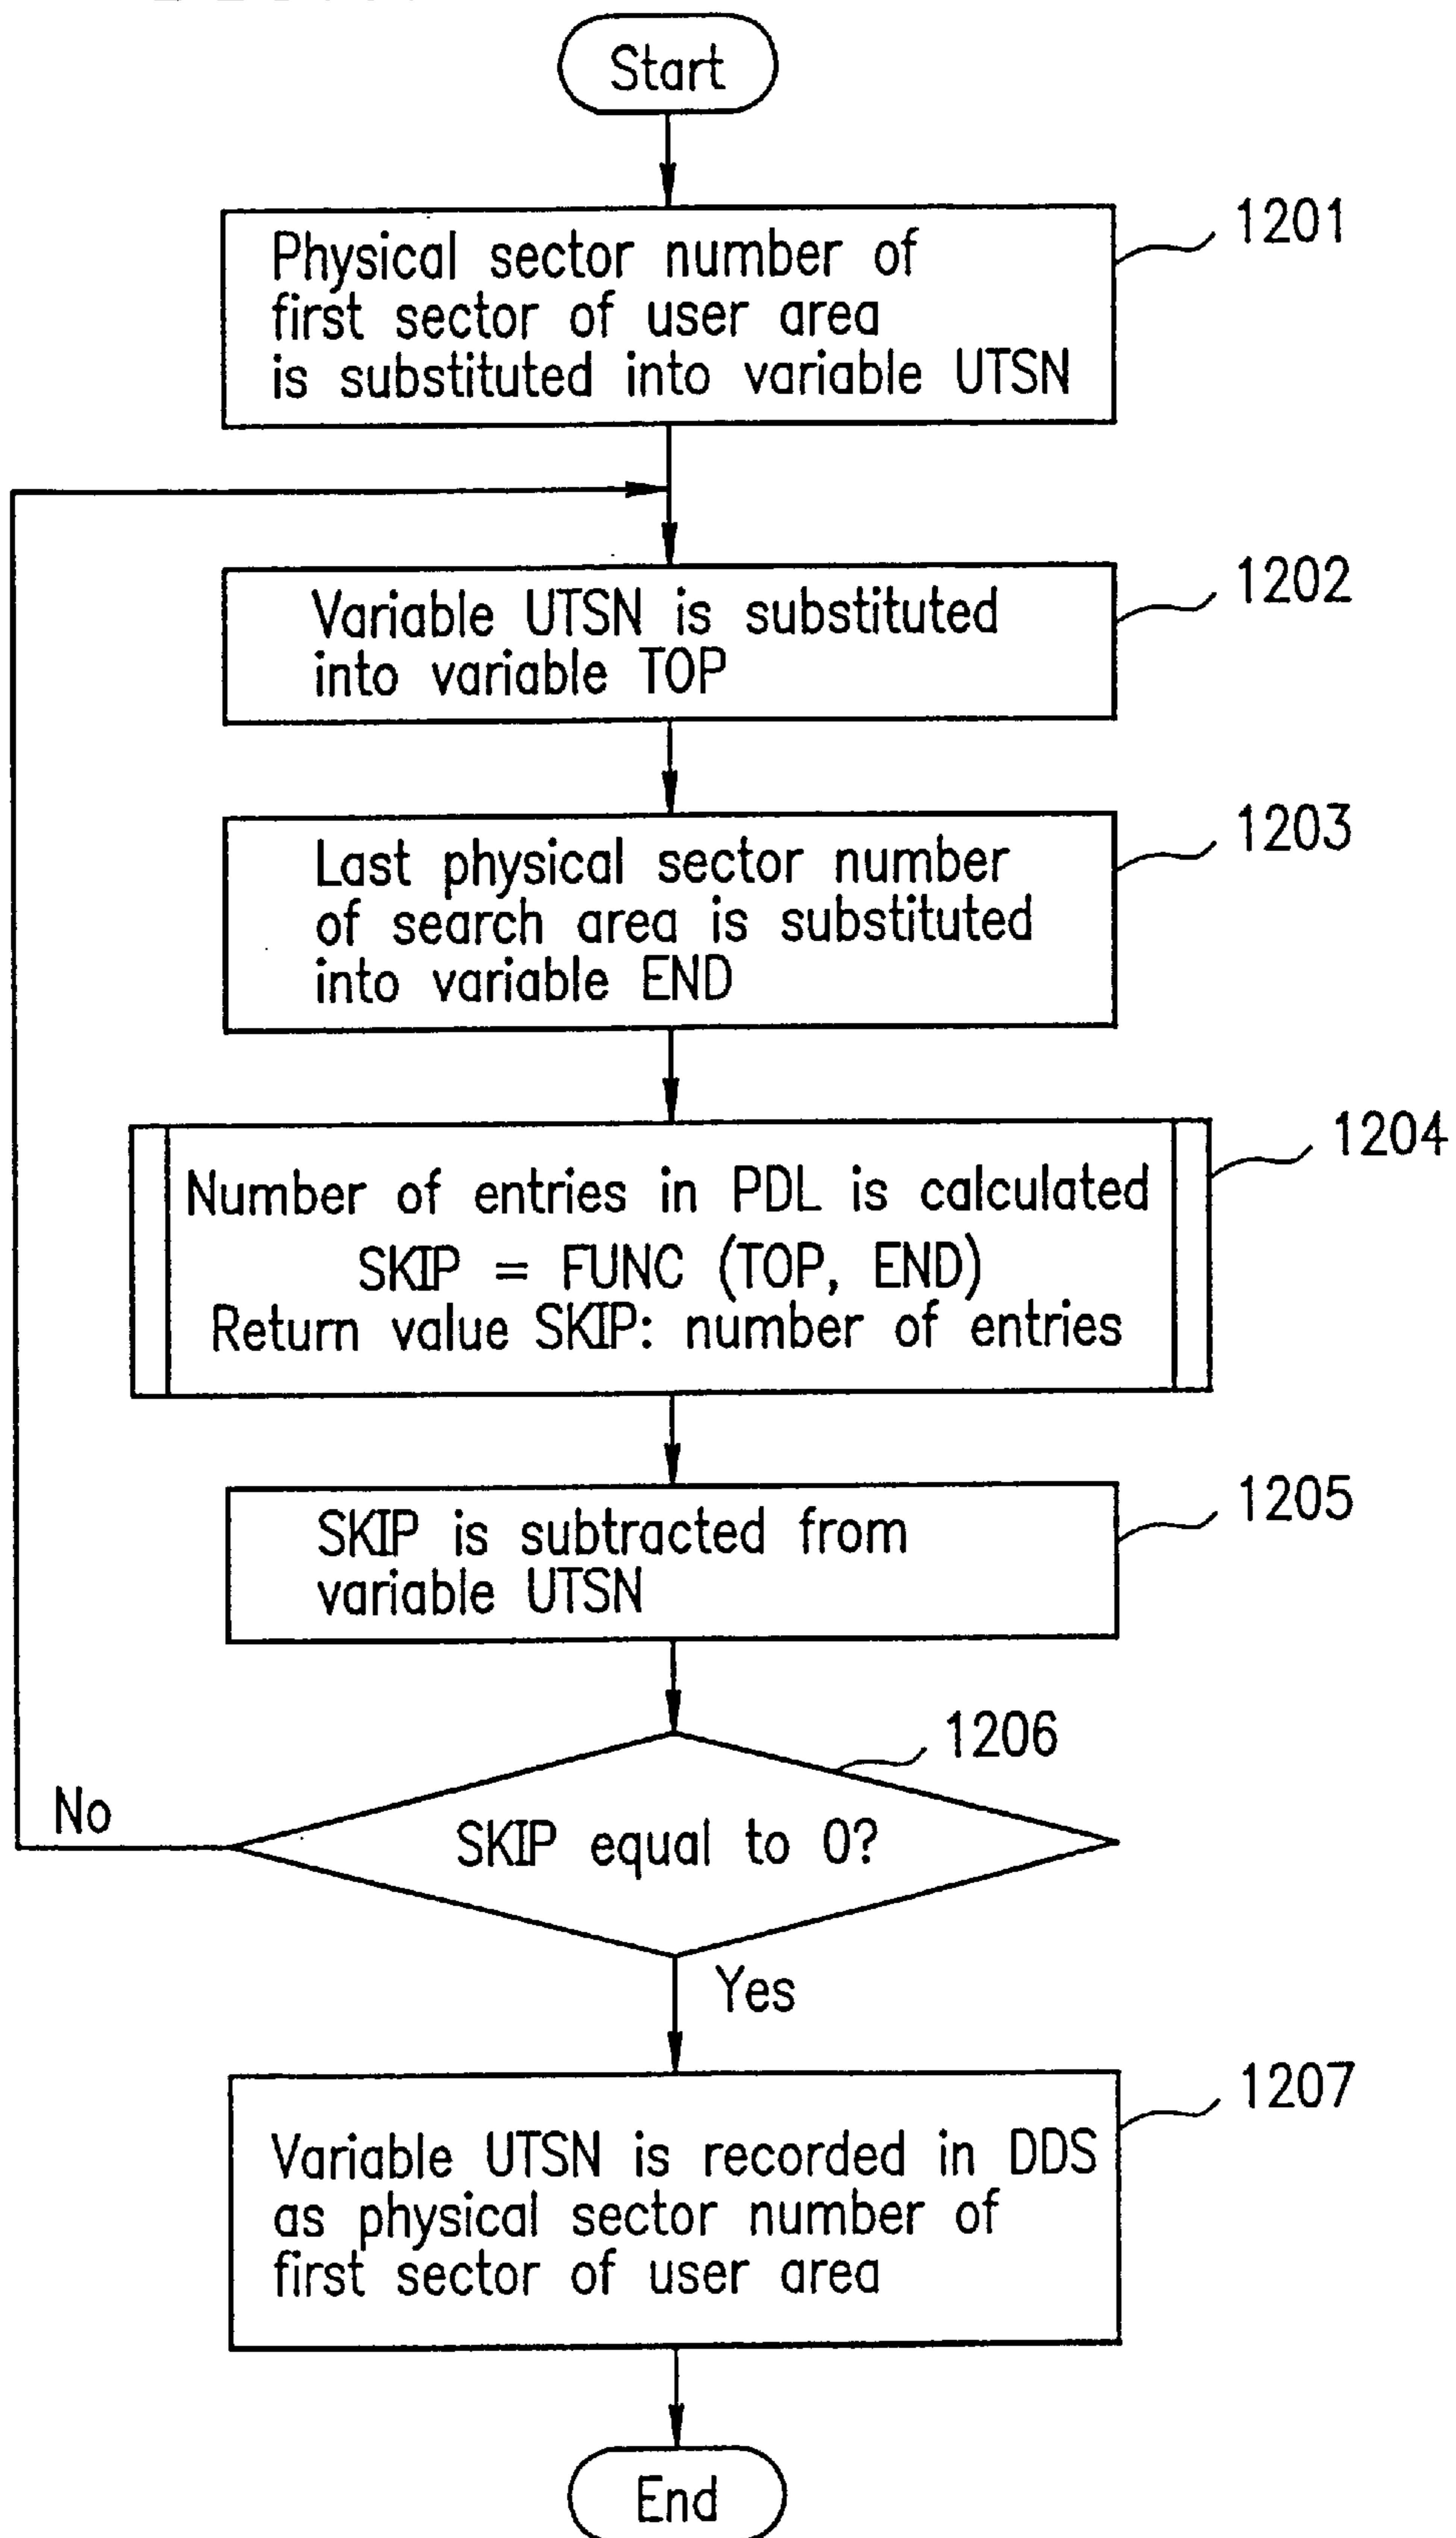 Start
1201
Physical sector number of
first sector of user area
is substituted into variable UTSN
1202
Variable UTSN is substituted
into variable TOP
1203
Last physical sector number
of search area is substituted
into variable END
1204
Number of entries in PDL is calculated
SKIP = FUNC (TOP, END)
Return value SKIP: number of entries
1205
SKIP is subtracted from
variable UTSN
1206
SKIP equal to 0?
No
Yes
1207
Variable UTSN is recorded in DDS
as physical sector number of
first sector of user area
End